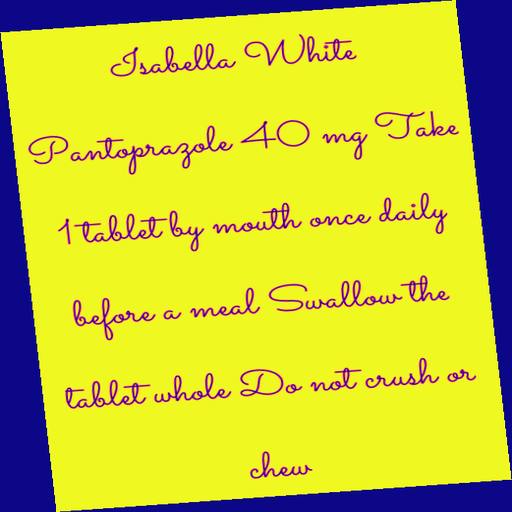 Isabella White
Pantoprazole 40 mg Take
1 tablet by mouth once daily
before a meal Swallow the
tablet whole Do not crush or
chew